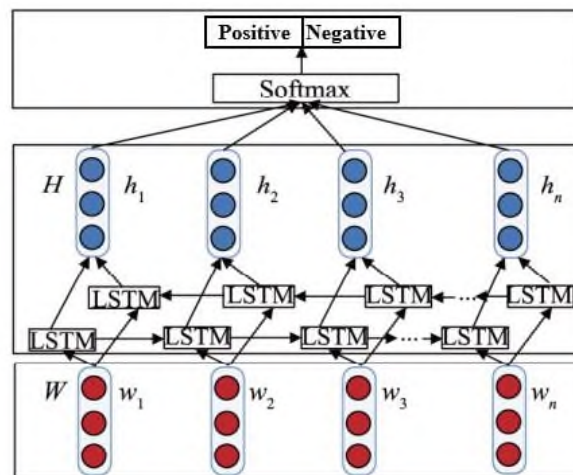 Positive Negative
Softmax
H h1 h2 h3 hn
LSTM LSTM LSTM ... LSTM
LSTM LSTM LSTM ... LSTM
W w1 w2 w3 wn